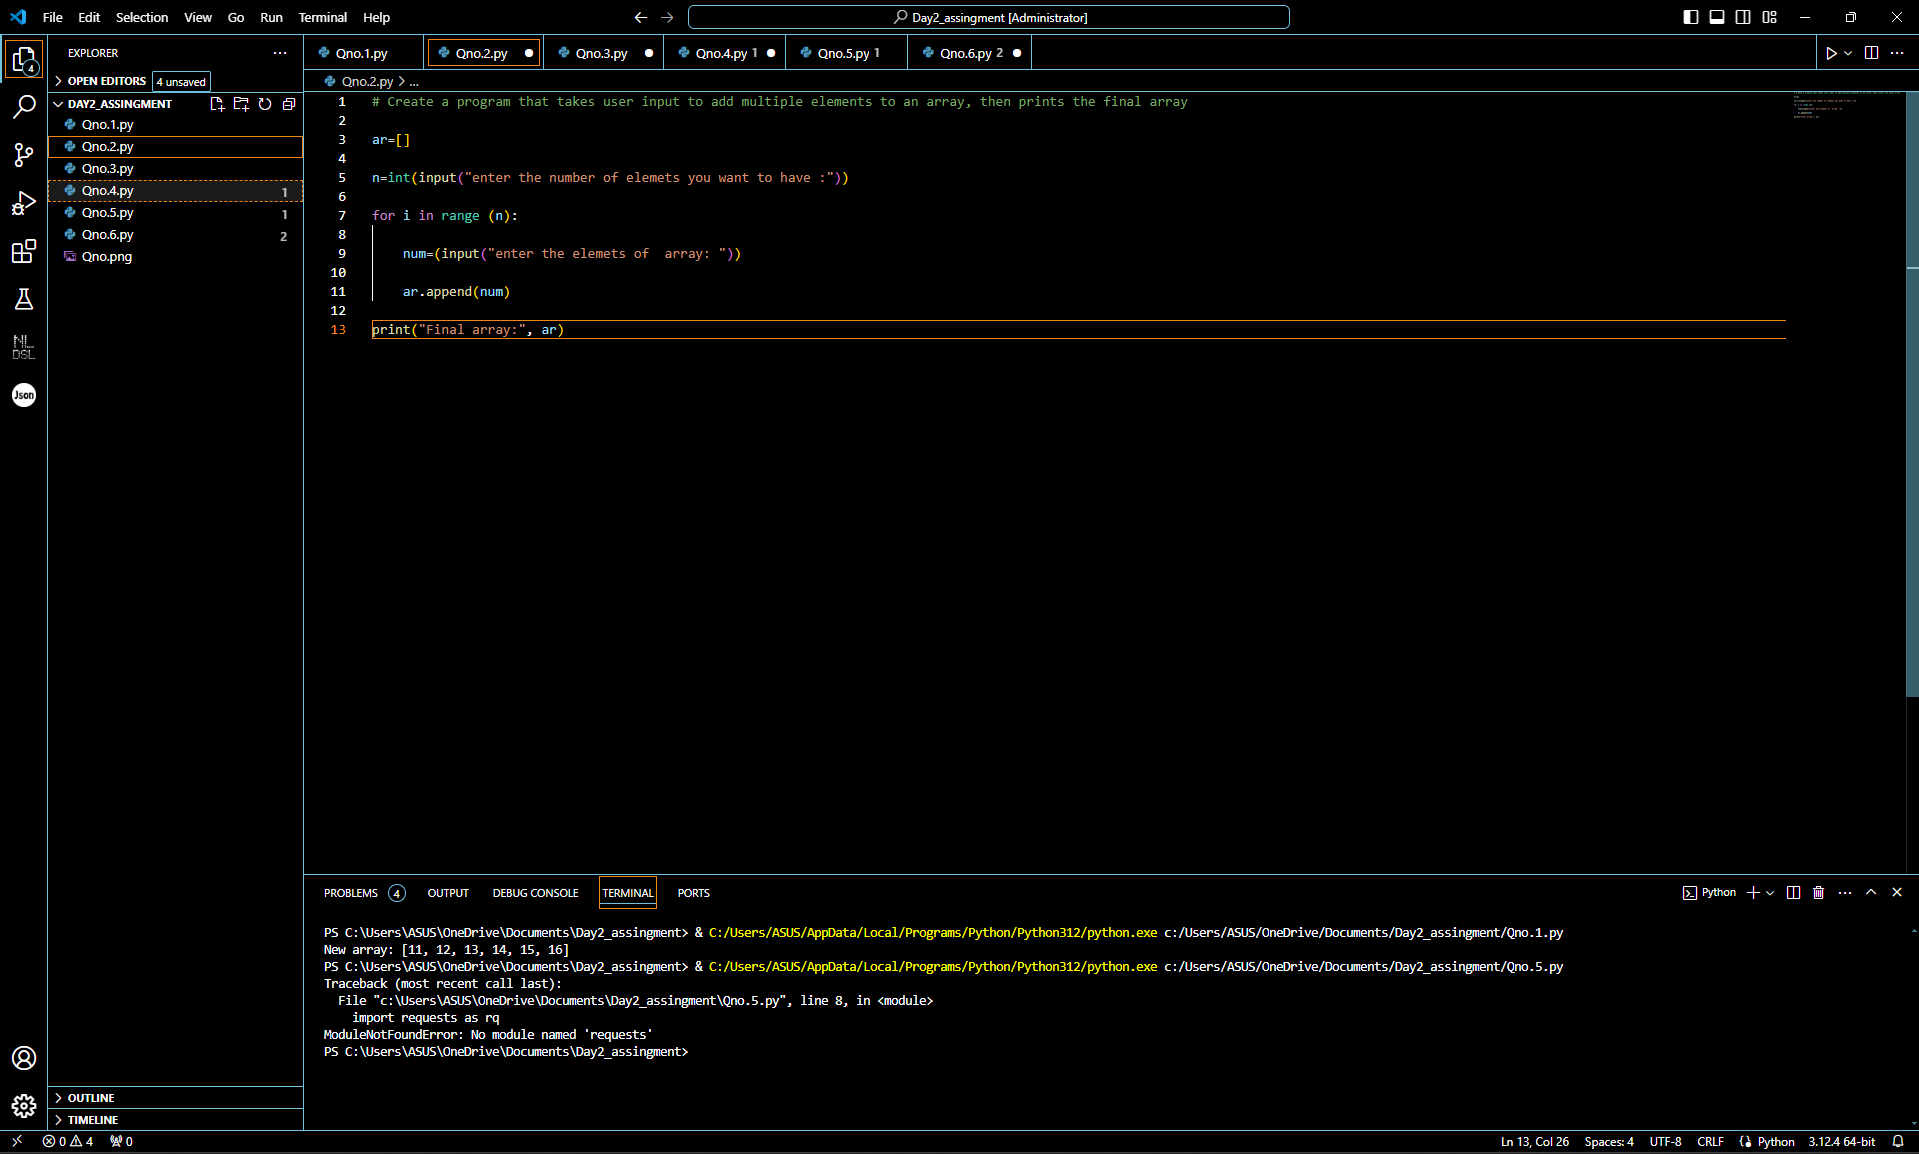 File Edit Selection View Go Run Terminal Help
Day2_assingment [Administrator]
EXPLORER
OPEN EDITORS 4 unsaved
DAY2_ASSINGMENT
Qno.1.py
Qno.2.py
Qno.3.py
Qno.4.py 1
Qno.5.py 1
Qno.6.py 2
Qno.png
OUTLINE
TIMELINE
4
NL
DSL
Json
Qno.1.py Qno.2.py Qno.3.py Qno.4.py 1 Qno.5.py 1 Qno.6.py 2
Qno.2.py > ...
1 # Create a program that takes user input to add multiple elements to an array, then prints the final array
2
3 ar=[]
4
5 n=int(input("enter the number of elemets you want to have :"))
6
7 for i in range (n):
8
9 num=(input("enter the elemets of  array: "))
10
11 ar.append(num)
12
13 print("Final array:", ar)
PROBLEMS 4 OUTPUT DEBUG CONSOLE TERMINAL PORTS
Python
PS C:\Users\ASUS\OneDrive\Documents\Day2_assingment> & C:/Users/ASUS/AppData/Local/Programs/Python/Python312/python.exe c:/Users/ASUS/OneDrive/Documents/Day2_assingment/Qno.1.py
New array: [11, 12, 13, 14, 15, 16]
PS C:\Users\ASUS\OneDrive\Documents\Day2_assingment> & C:/Users/ASUS/AppData/Local/Programs/Python/Python312/python.exe c:/Users/ASUS/OneDrive/Documents/Day2_assingment/Qno.5.py
Traceback (most recent call last):
File "c:\Users\ASUS\OneDrive\Documents\Day2_assingment\Qno.5.py", line 8, in <module>
import requests as rq
ModuleNotFoundError: No module named 'requests'
PS C:\Users\ASUS\OneDrive\Documents\Day2_assingment>
0 4 0 Ln 13, Col 26 Spaces: 4 UTF-8 CRLF Python 3.12.4 64-bit